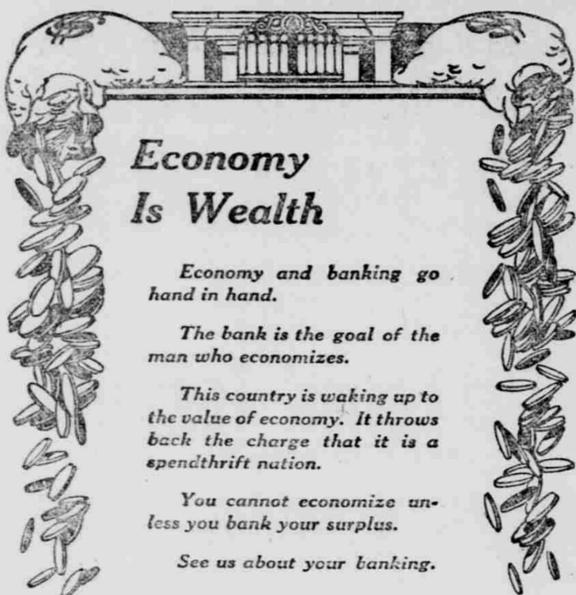 Economy
Is Wealth
Economy and banking go
hand in hand.
The bank is the goal of the
man who economizes.
This country is waking up to
the value of economy. It throws
back the charge that it is a
spendthrift nation.
You cannot economize un-
less you bank your surplus.
See us about your banking.